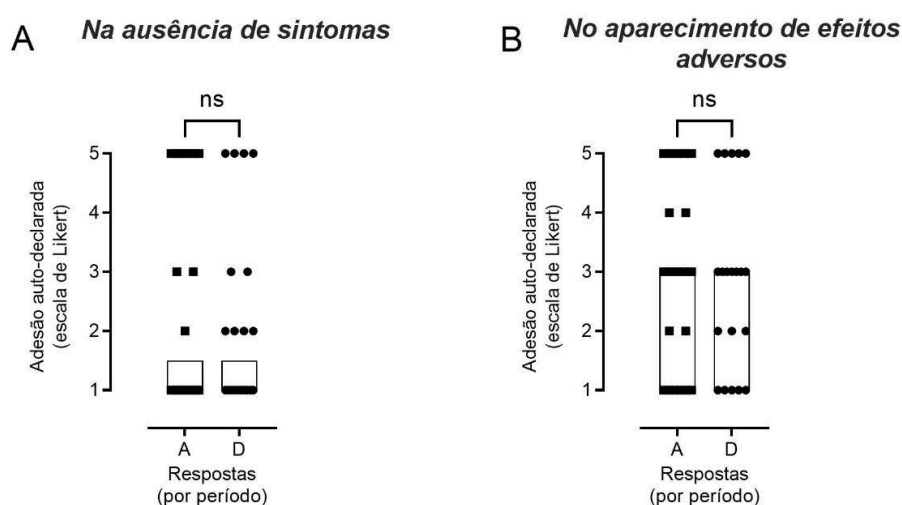 A
Na ausência de sintomas
ns
5
4
3
2
1
Adesão auto-declarada
(escala de Likert)
A D
Respostas
(por período)
B
No aparecimento de efeitos
adversos
ns
5
4
3
2
1
Adesão auto-declarada
(escala de Likert)
A D
Respostas
(por período)